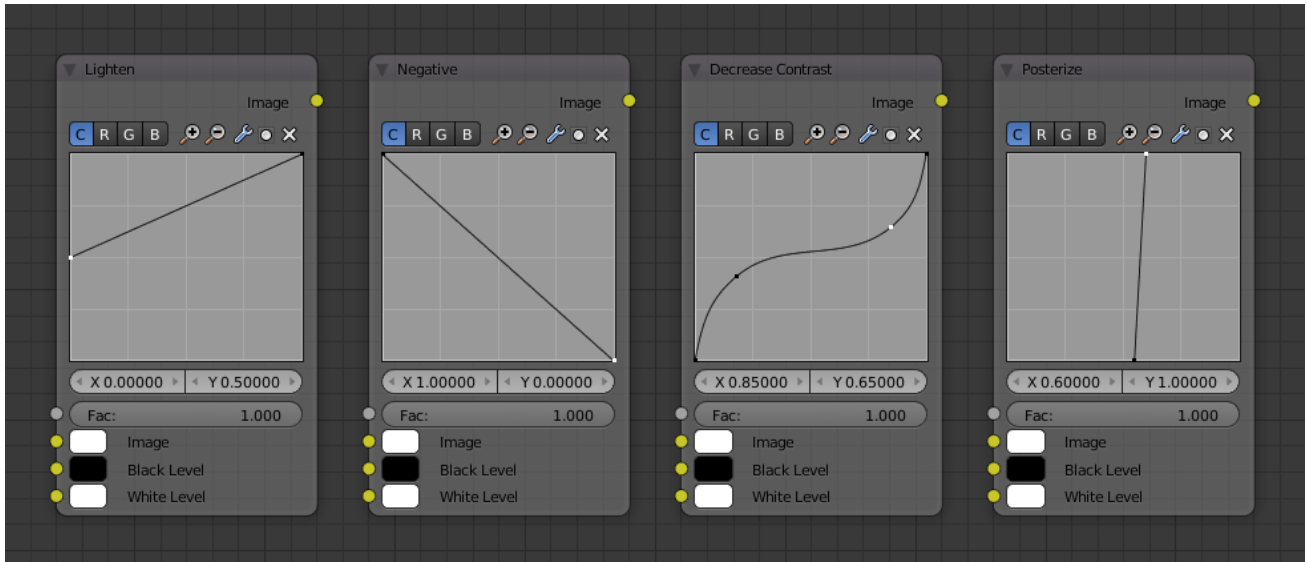 Lighten
Image
C R G B
X 0.00000 Y 0.50000
Fac: 1.000
Image
Black Level
White Level
Negative
Image
C R G B
X 1.00000 Y 0.00000
Fac: 1.000
Image
Black Level
White Level
Decrease Contrast
Image
C R G B
X 0.85000 Y 0.65000
Fac: 1.000
Image
Black Level
White Level
Posterize
Image
C R G B
X 0.60000 Y 1.00000
Fac: 1.000
Image
Black Level
White Level